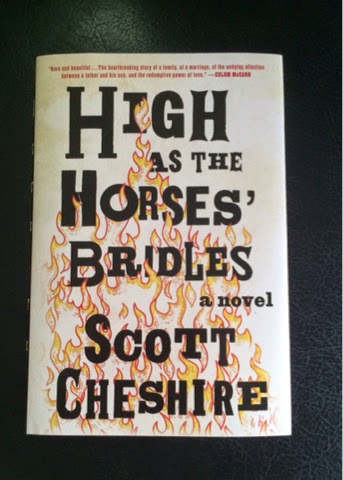 "Rare and beautiful . . . The heartbreaking story of a family, of a marriage, of the undying affection
between a father and his son, and the redemptive power of love." —COLUM McCANN
HIGH
AS THE
HORSES'
BRIDLES
a novel
SCOTT
CHESHIRE